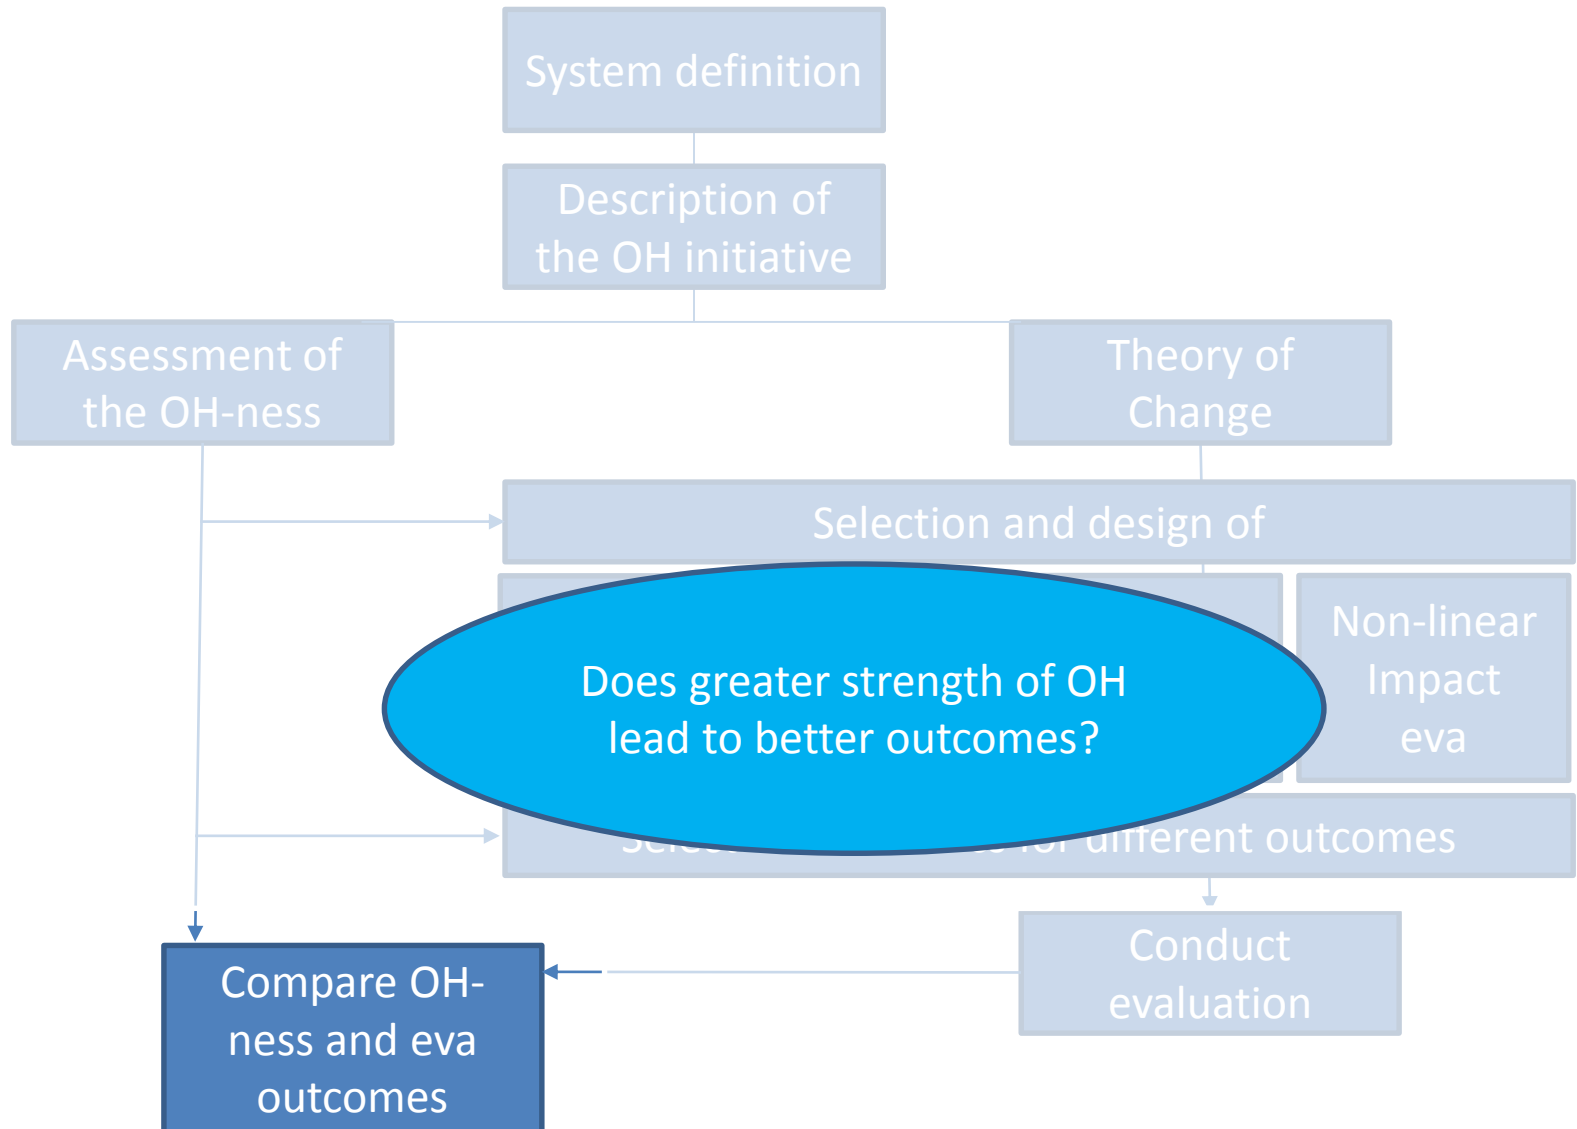 System definition
Description of
the OH initiative
Assessment of
the OH-ness
Theory of
Change
Selection and design of
Non-linear
Impact
eva
Does greater strength of OH
lead to better outcomes?
for different outcomes
Conduct
evaluation
Compare OH-
ness and eva
outcomes